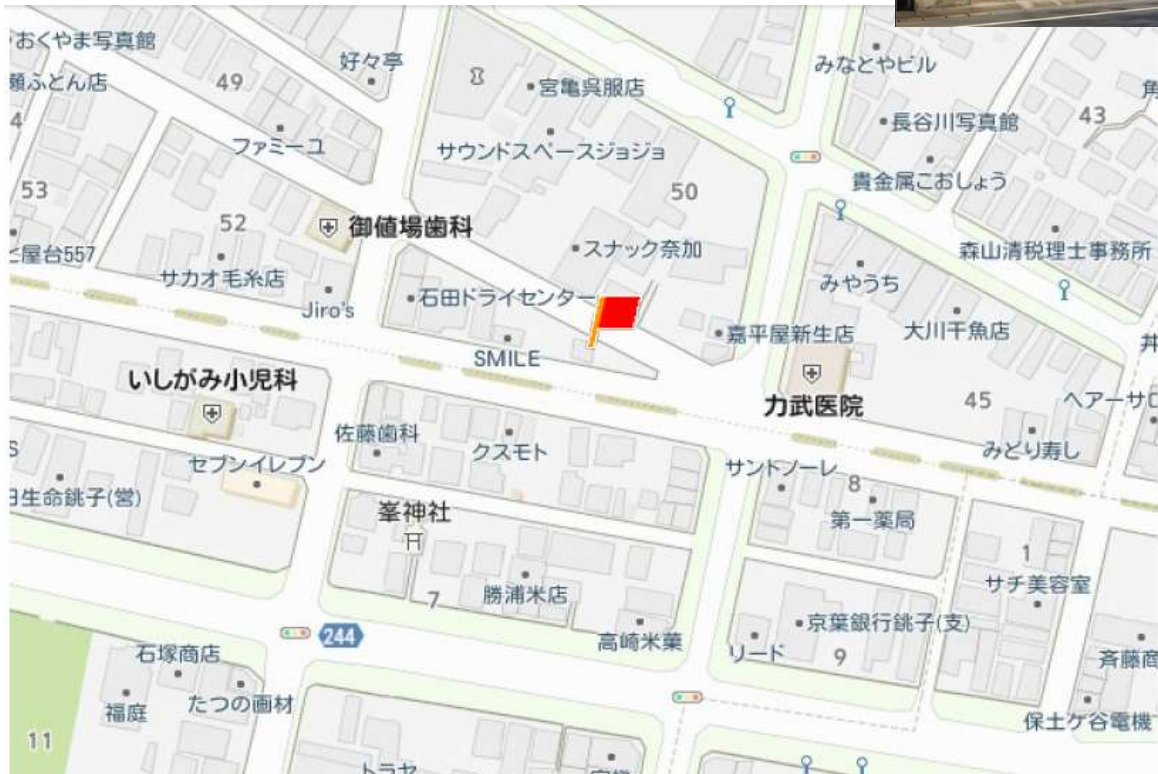 おくやま写真館
好々亭
みなとやビル
頼ふとん店
49
宮亀呉服店
角
43
長谷川写真館
ファミーユ
サウンドスペースジョジョ
貴金属こおしょう
53
50
52
御値場歯科
と屋台557
スナック奈加
森山清税理士事務所
サカオ毛糸店
みやうち
石田ドライセンター
Jiro's
嘉平屋新生店
大川干魚店
井
SMILE
いしがみ小児科
力武医院
45
ヘアーサロ
佐藤歯科
クスモト
みどり寿し
S
セブンイレブン
サントノーレ
8
日生命銚子(営)
峯神社
第一薬局
1
サチ美容室
7
勝浦米店
京葉銀行銚子(支)
244
高崎米菓
リード
9
石塚商店
斉藤商
たつの画材
福庭
保土ケ谷電機
11
トラヤ